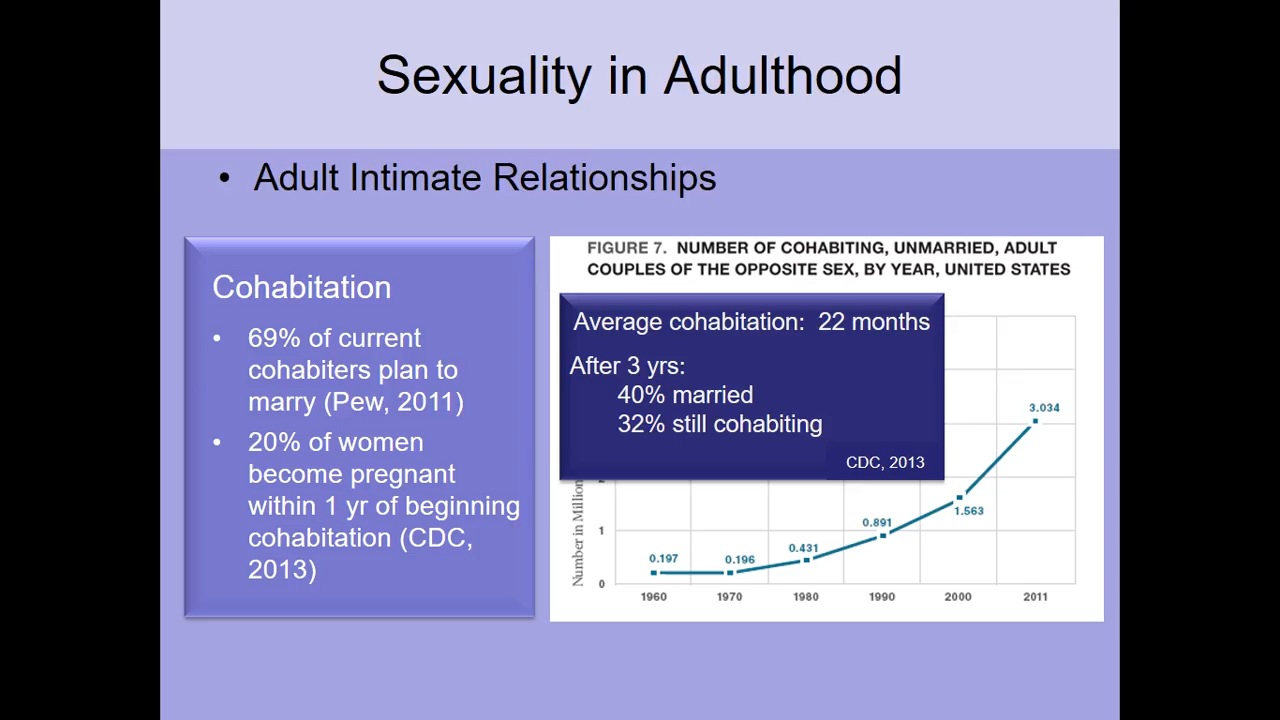 Sexuality in Adulthood
• Adult Intimate Relationships
Cohabitation
• 69% of current
cohabiters plan to
marry (Pew, 2011)
• 20% of women
become pregnant
within 1 yr of beginning
cohabitation (CDC,
2013)
FIGURE 7. NUMBER OF COHABITING, UNMARRIED, ADULT
COUPLES OF THE OPPOSITE SEX, BY YEAR, UNITED STATES
Average cohabitation: 22 months
After 3 yrs:
40% married
32% still cohabiting
CDC, 2013
3.034
1.563
0.891
0.431
0.196
0.197
Number in Million
1
0
1960 1970 1980 1990 2000 2011